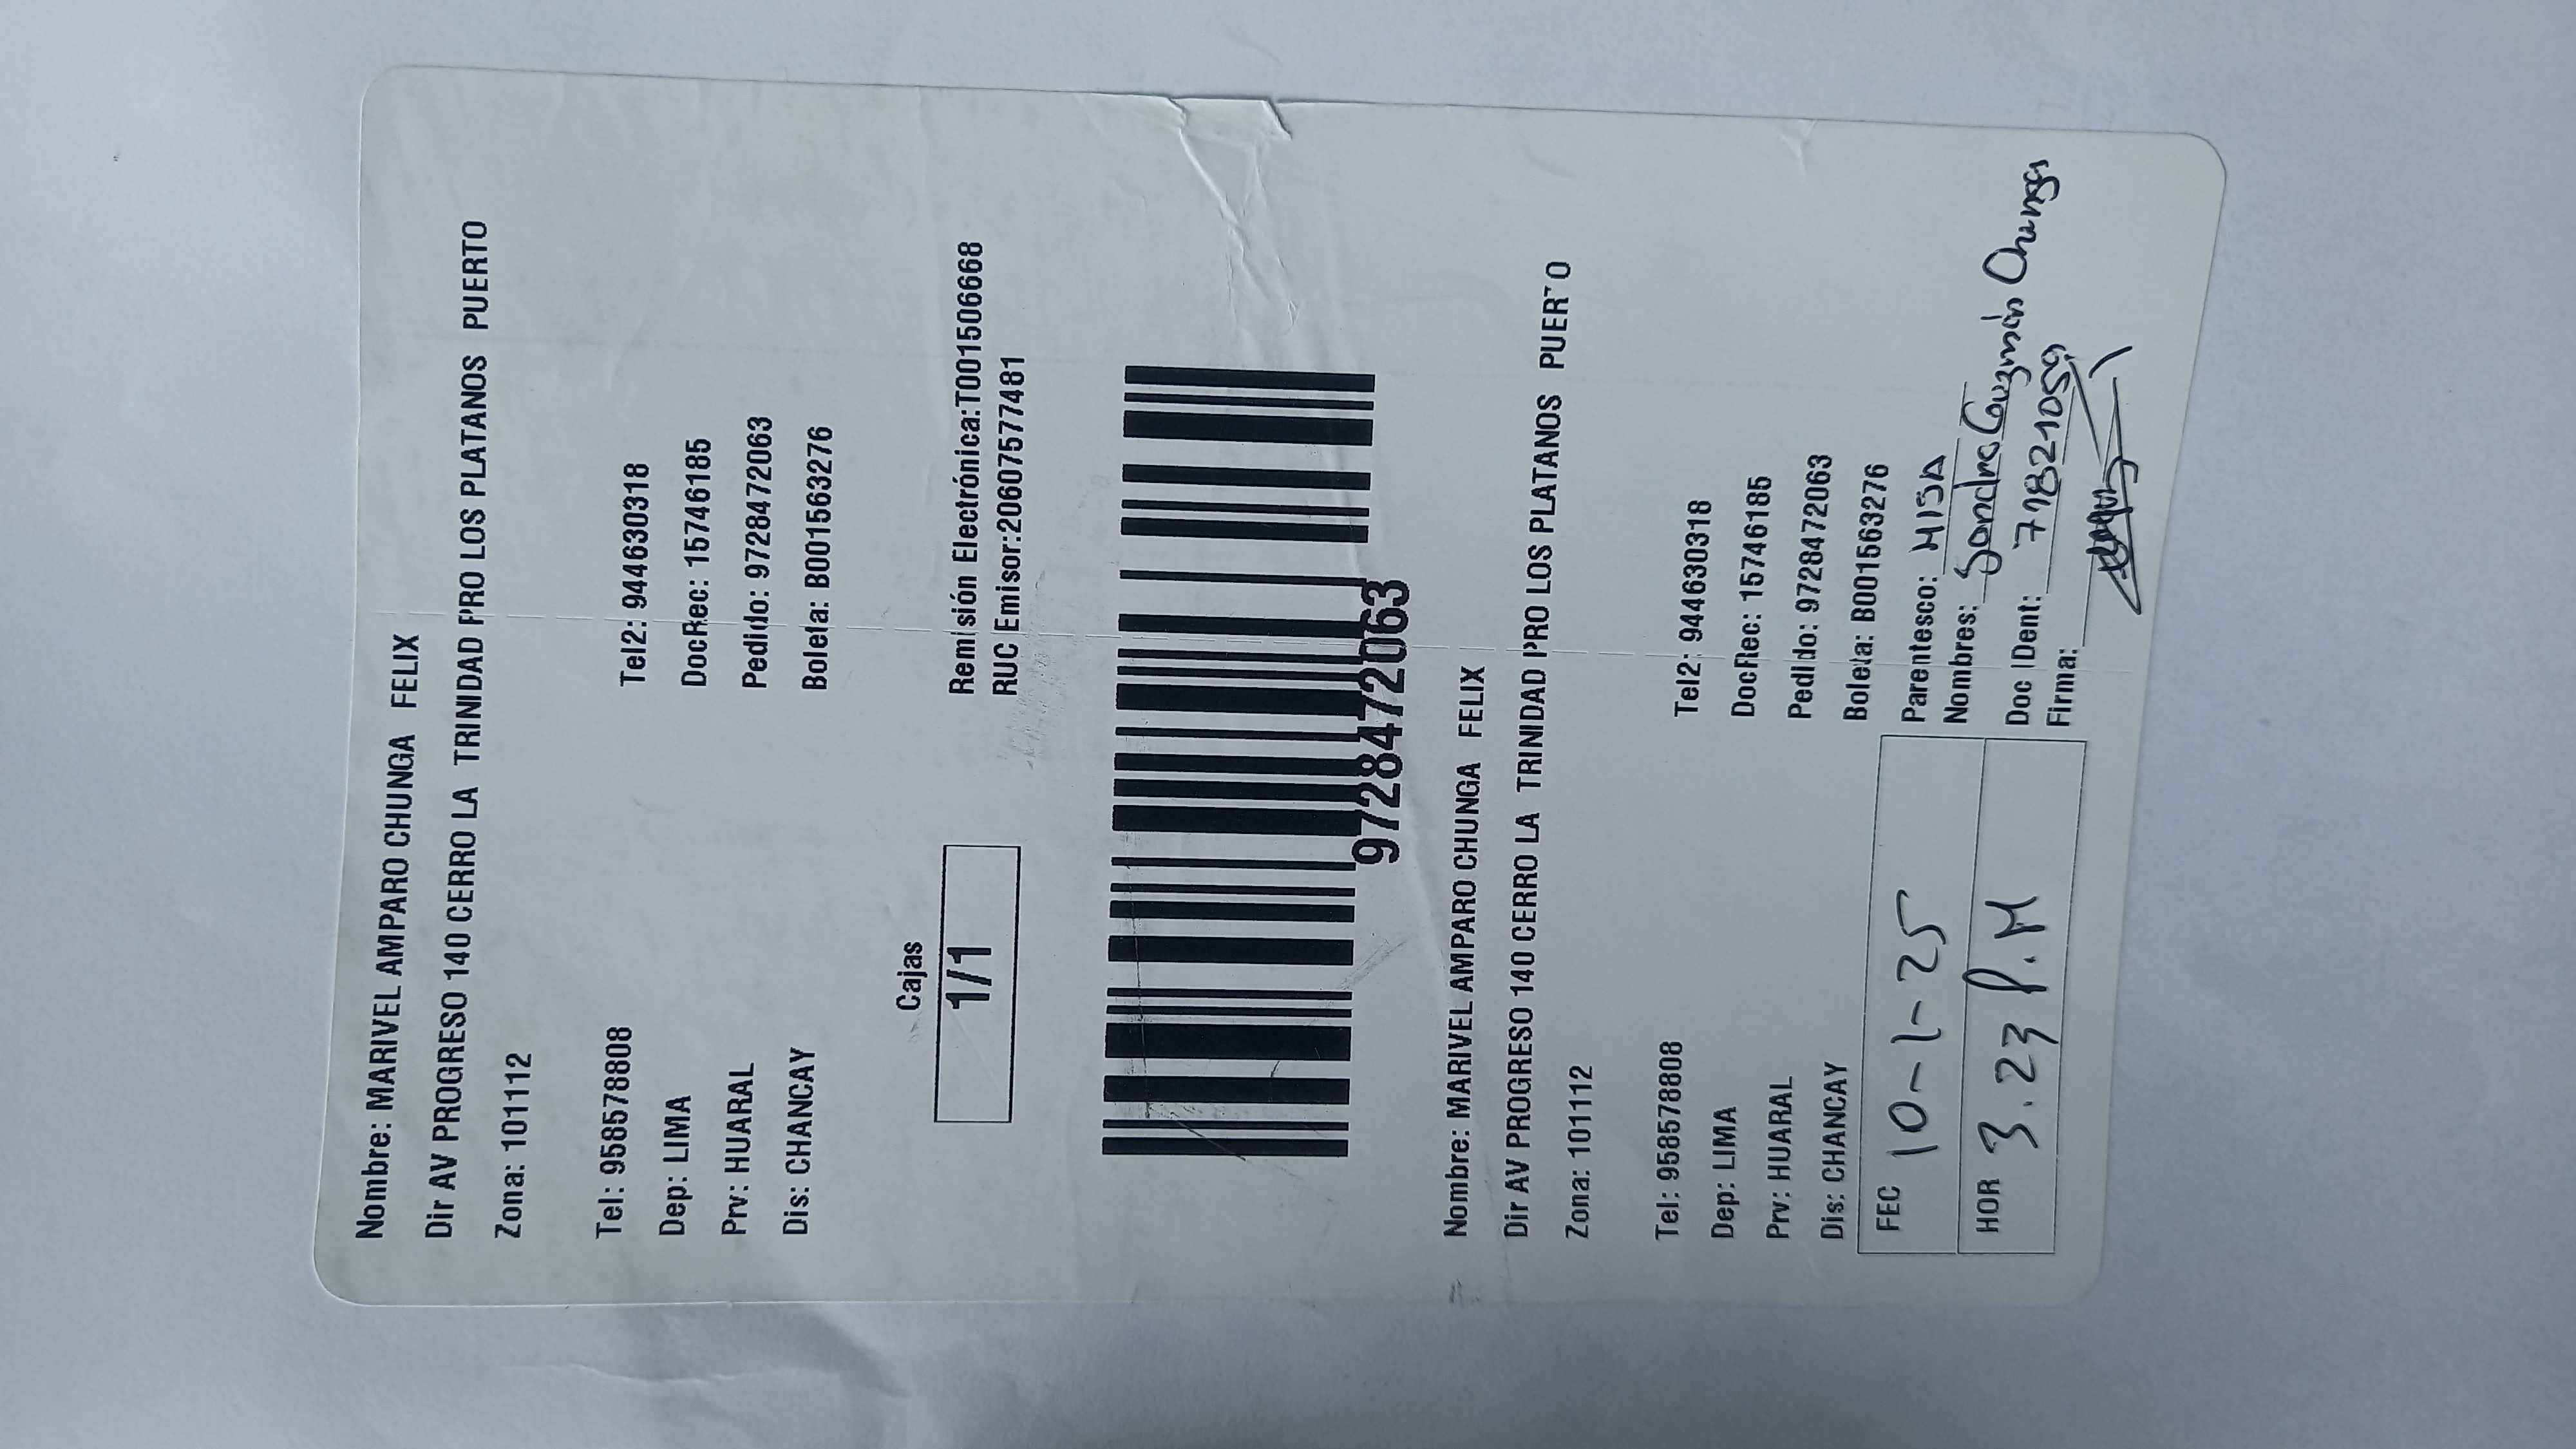 Nombre: MARIVEL AMPARO CHUNGA FELIX
Dir AV PROGRESO 140 CERRO LA TRINIDAD PRO LOS PLATANOS PUERTO
Zona: 101112
Tel: 958578808 Tel2: 944630318
Dep: LIMA DocRec: 15746185
Prv: HUARAL Pedido: 972847 2063
Dis: CHANCAY Boleta: B001563276
Cajas
1/1
Remisión Electrónica:T001506668
RUC Emisor:20607577481
9728472063
Nombre: MARIVEL AMPARO CHUNGA FELIX
Dir AV PROGRESO 140 CERRO LA TRINIDAD PRO LOS PLATANOS PUERTO
Zona: 101112
Tel: 958578808 Tel2: 944630318
Dep: LIMA DocRec: 15746185
Prv: HUARAL Pedido: 9728472063
Dis: CHANCAY Boleta: B001563276
FEC 10-1-25 Parentesco: HIJA
Nombres: Sandra Guzmán Chunga
HOR 3.23 P.M Doc IDent: 71821059
Firma: